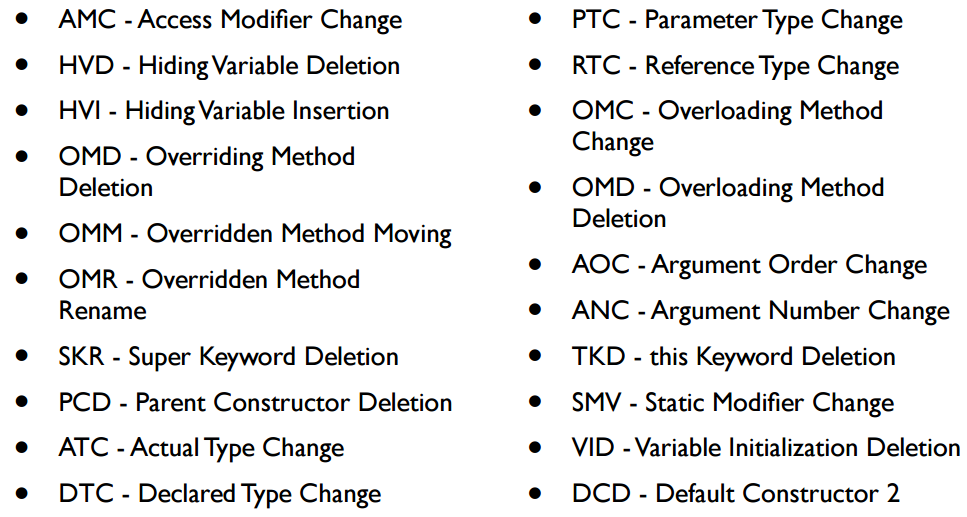 • AMC - Access Modifier Change
• HVD - Hiding Variable Deletion
• HVI - Hiding Variable Insertion
• OMD - Overriding Method
Deletion
• OMM - Overridden Method Moving
• OMR - Overridden Method
Rename
• SKR - Super Keyword Deletion
• PCD - Parent Constructor Deletion
• ATC - Actual Type Change
• DTC - Declared Type Change
• PTC - Parameter Type Change
• RTC - Reference Type Change
• OMC - Overloading Method
Change
• OMD - Overloading Method
Deletion
• AOC - Argument Order Change
• ANC - Argument Number Change
• TKD - this Keyword Deletion
• SMV - Static Modifier Change
• VID - Variable Initialization Deletion
• DCD - Default Constructor 2